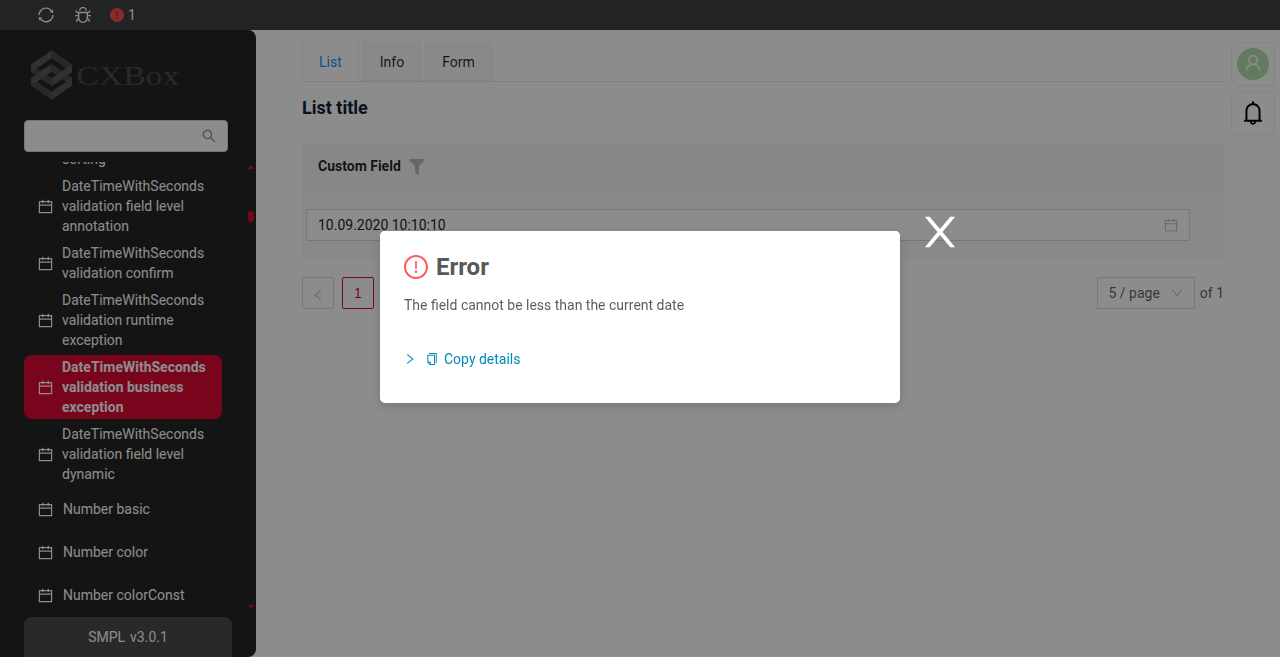 1
CXBox
sorting
DateTimeWithSeconds
validation field level
annotation
DateTimeWithSeconds
validation confirm
DateTimeWithSeconds
validation runtime
exception
DateTimeWithSeconds
validation business
exception
DateTimeWithSeconds
validation field level
dynamic
Number basic
Number color
Number colorConst
SMPL v3.0.1
List Info Form
List title
Custom Field
10.09.2020 10:10:10
1
5 / page of 1
Error
The field cannot be less than the current date
Copy details